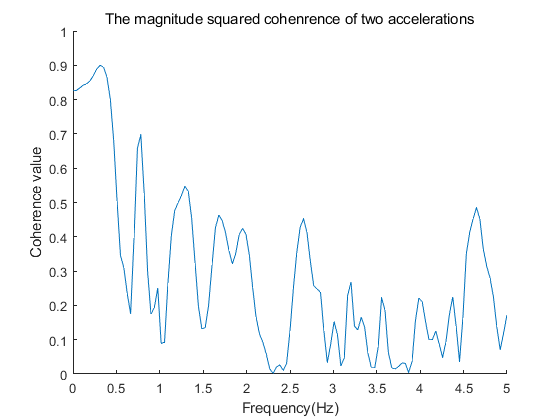 The magnitude squared cohenrence of two accelerations
1
0.9
0.8
0.7
0.6
0.5
0.4
0.3
0.2
0.1
0
Coherence value
0 0.5 1 1.5 2 2.5 3 3.5 4 4.5 5
Frequency(Hz)